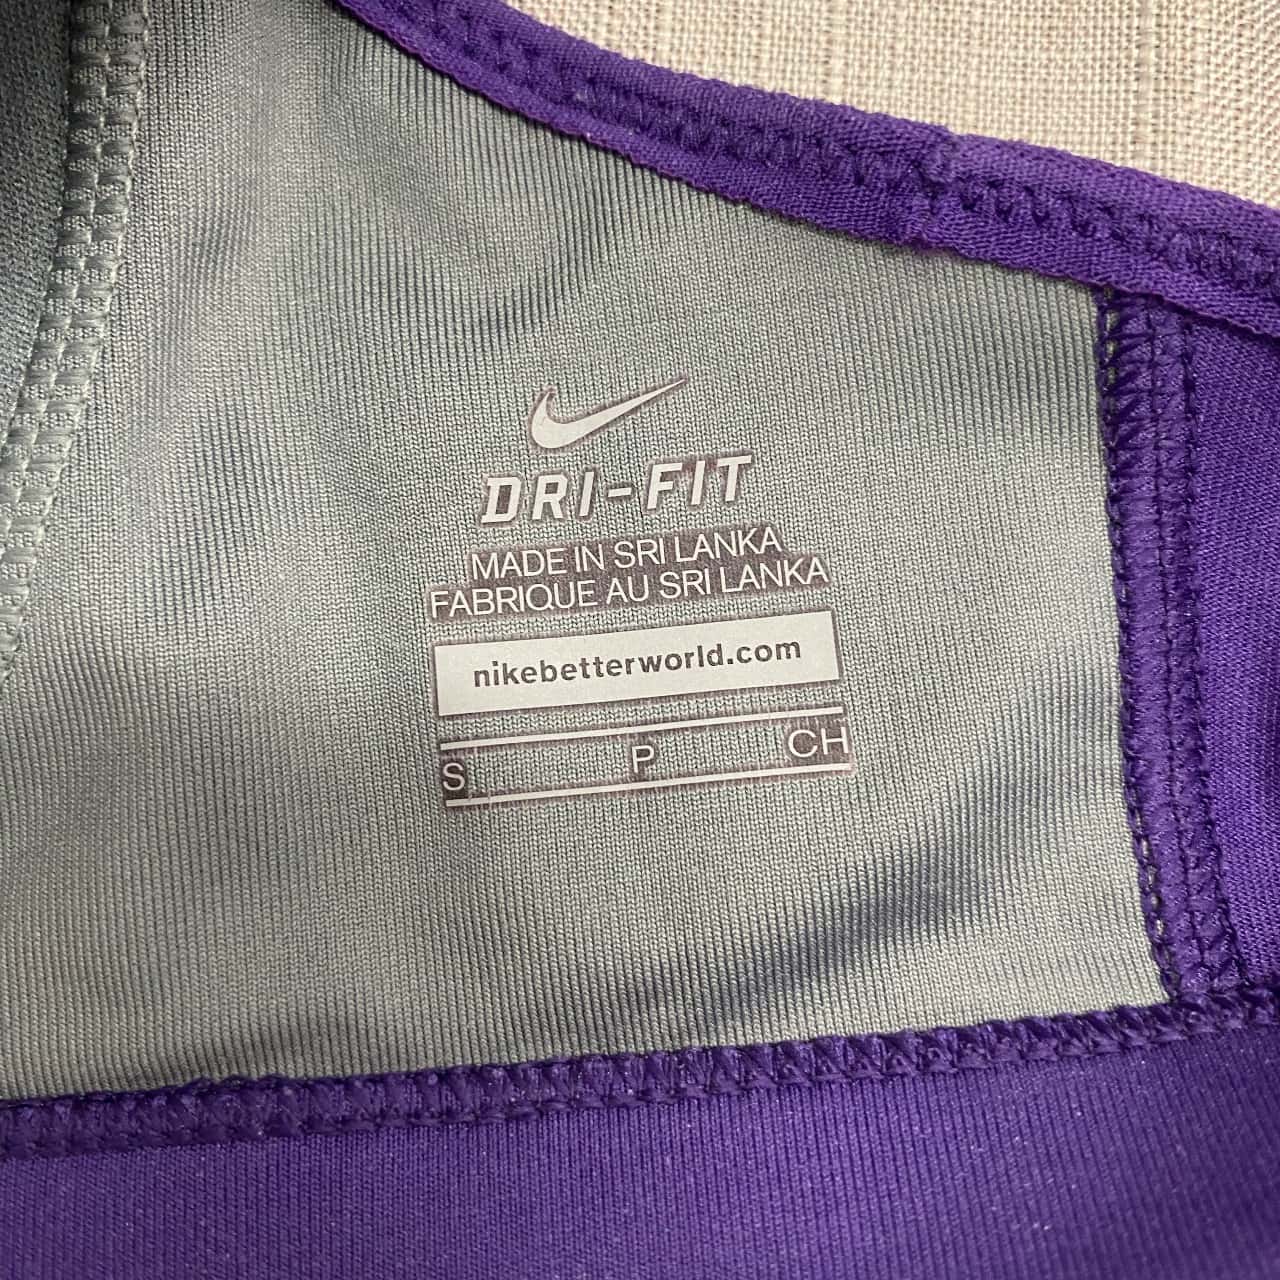 DRI-FIT
MADE IN SRI LANKA
FABRIQUE AU SRI LANKA
nikebetterworld.com
S P CH